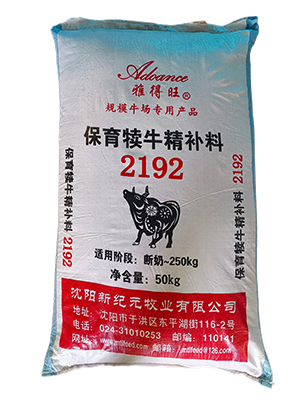 Advance
雅得旺®
规模牛场专用产品
保育犊牛精补料
2192
保育犊牛精补料 2192
保育犊牛精补料 2192
适用阶段：断奶~250kg
净含量：50kg
沈阳新纪元牧业有限公司
地址：沈阳市于洪区东平湖街116-2号
电话：024-31010253 邮编：110141
网址： 邮箱：